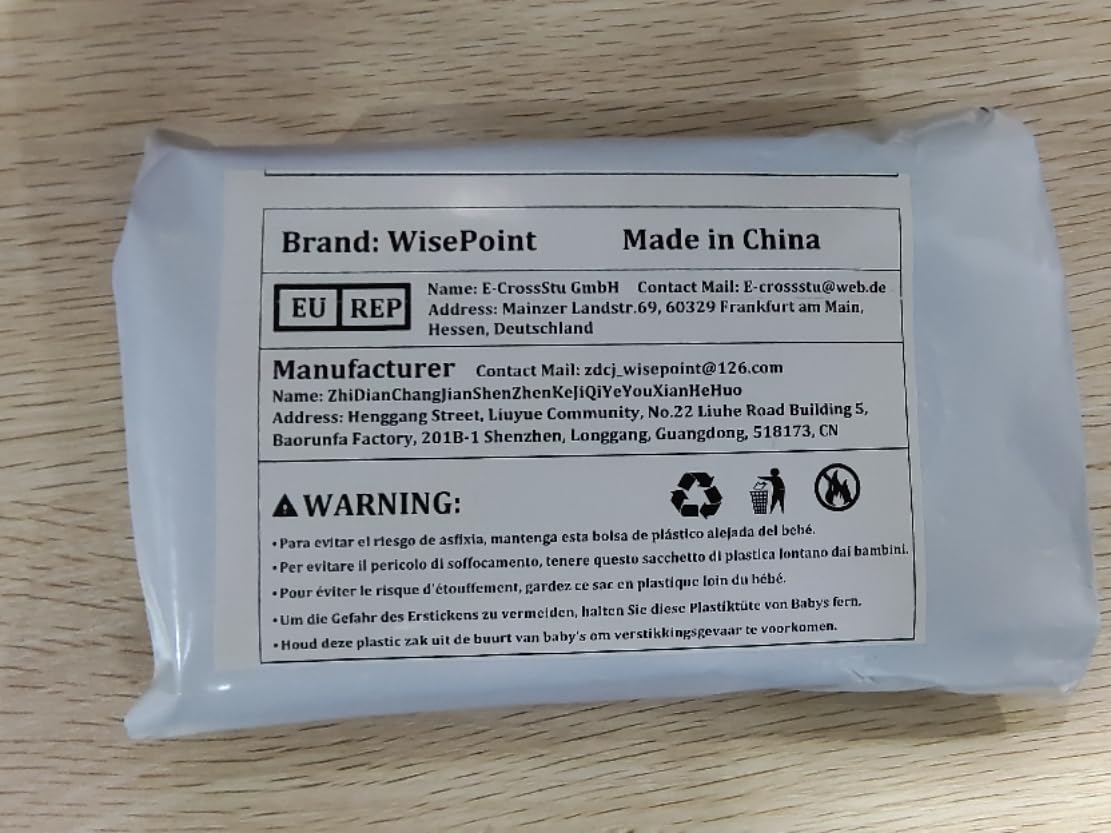 Brand: WisePoint Made in China
EU REP
Name: E-CrossStu GmbH Contact Mail: E-crossstu@web.de
Address: Mainzer Landstr.69, 60329 Frankfurt am Main,
Hessen, Deutschland
Manufacturer Contact Mail: zdcj_wisepoint@126.com
Name: ZhiDianChangJianShenZhenKeJiQiYeYouXianHeHuo
Address: Henggang Street, Liuyue Community, No.22 Liuhe Road Building 5,
Baorunfa Factory, 201B-1 Shenzhen, Longgang, Guangdong, 518173, CN
WARNING:
•Para evitar el riesgo de asfixia, mantenga esta bolsa de plástico alejada del bebé.
•Per evitare il pericolo di soffocamento, tenere questo sacchetto di plastica lontano dai bambini.
•Pour éviter le risque d'étouffement, gardez ce sac en plastique loin du bébé.
•Um die Gefahr des Erstickens zu vermeiden, halten Sie diese Plastiktüte von Babys fern.
•Houd deze plastic zak uit de buurt van baby's om verstikkingsgevaar te voorkomen.